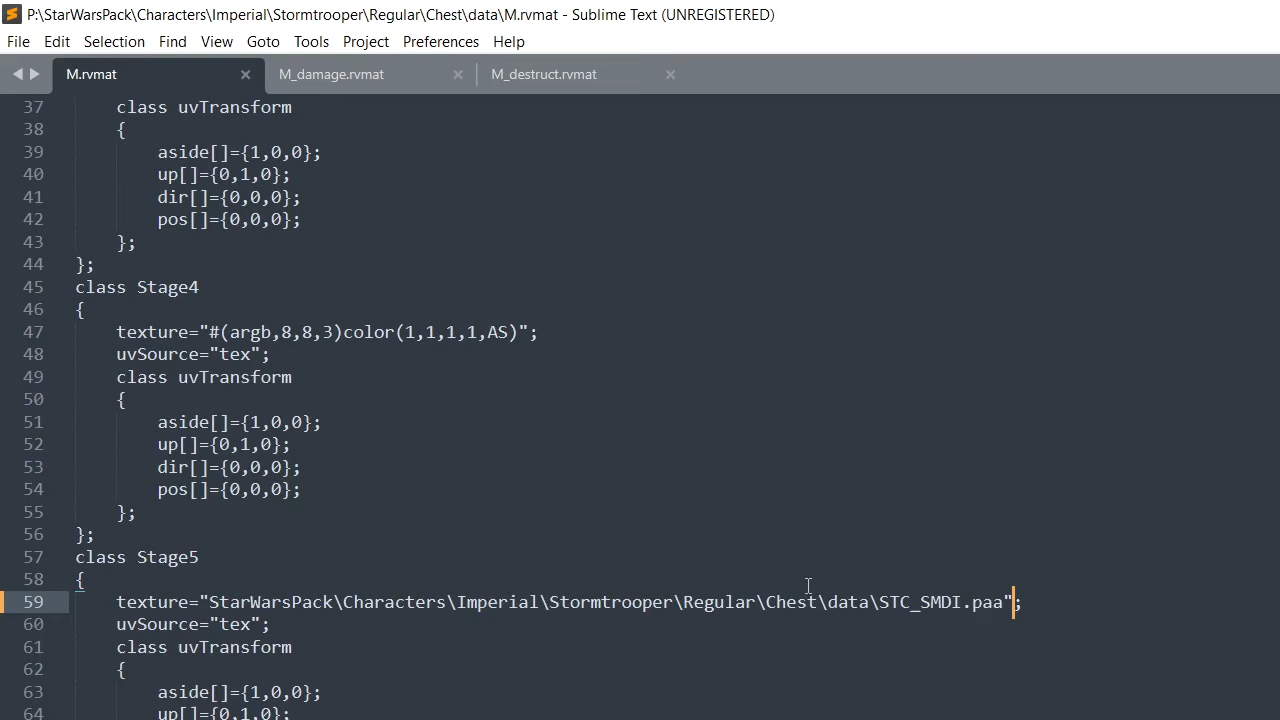 P:\StarWarsPack\Characters\Imperial\Stormtrooper\Regular\Chest\data\M.rvmat - Sublime Text (UNREGISTERED)
File Edit Selection Find View Goto Tools Project Preferences Help
M.rvmat M_damage.rvmat M_destruct.rvmat
37 class uvTransform
38 {
39 aside[]={1,0,0};
40 up[]={0,1,0};
41 dir[]={0,0,0};
42 pos[]={0,0,0};
43 };
44 };
45 class Stage4
46 {
47 texture="#(argb,8,8,3)color(1,1,1,1,AS)";
48 uvSource="tex";
49 class uvTransform
50 {
51 aside[]={1,0,0};
52 up[]={0,1,0};
53 dir[]={0,0,0};
54 pos[]={0,0,0};
55 };
56 };
57 class Stage5
58 {
59 texture="StarWarsPack\Characters\Imperial\Stormtrooper\Regular\Chest\data\STC_SMDI.paa";
60 uvSource="tex";
61 class uvTransform
62 {
63 aside[]={1,0,0};
64 up[]={0,1,0};